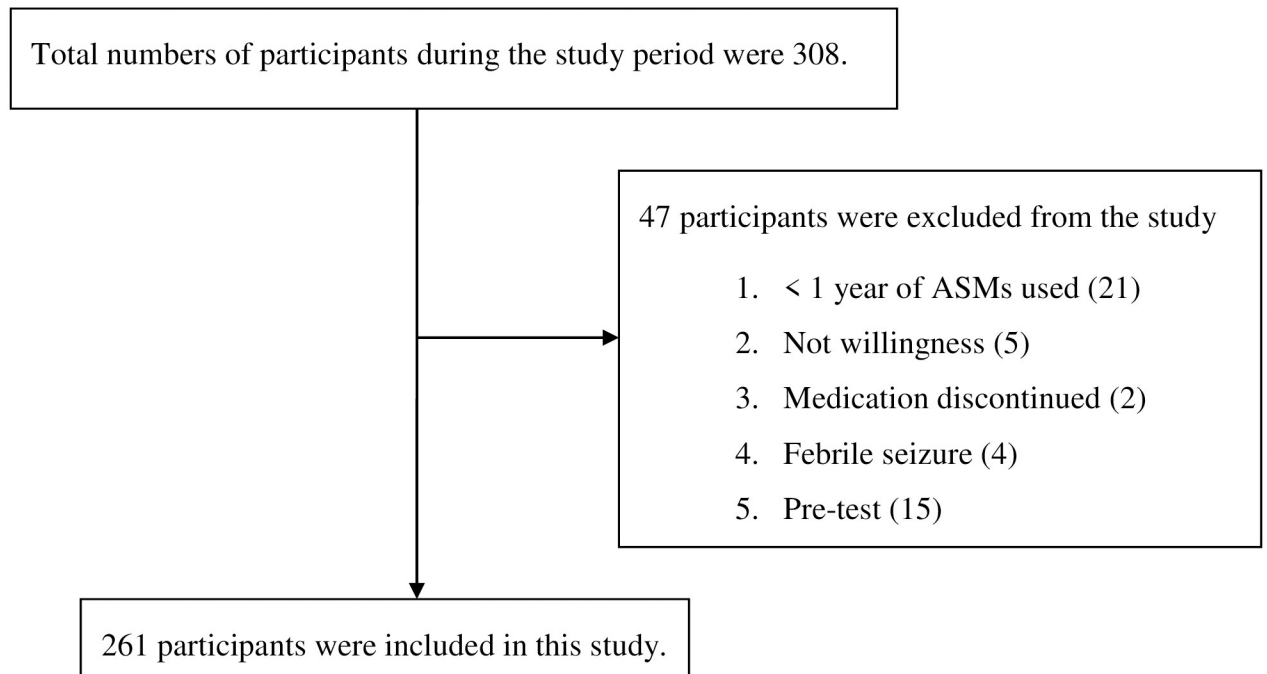 Total numbers of participants during the study period were 308.
47 participants were excluded from the study
1. < 1 year of ASMs used (21)
2. Not willingness (5)
3. Medication discontinued (2)
4. Febrile seizure (4)
5. Pre-test (15)
261 participants were included in this study.